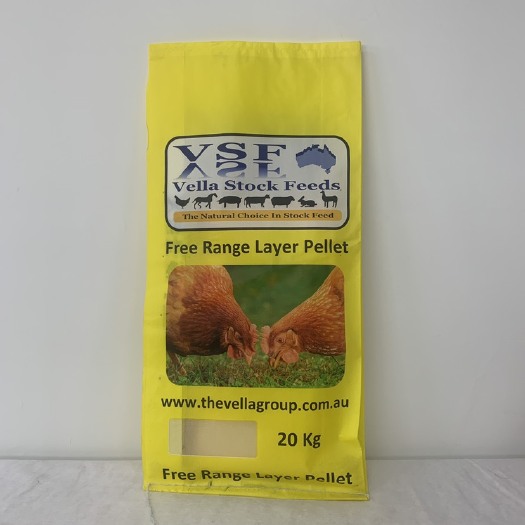 VSF
Vella Stock Feeds
The Natural Choice In Stock Feed
Free Range Layer Pellet
www.thevellagroup.com.au
20 Kg
Free Range Layer Pellet